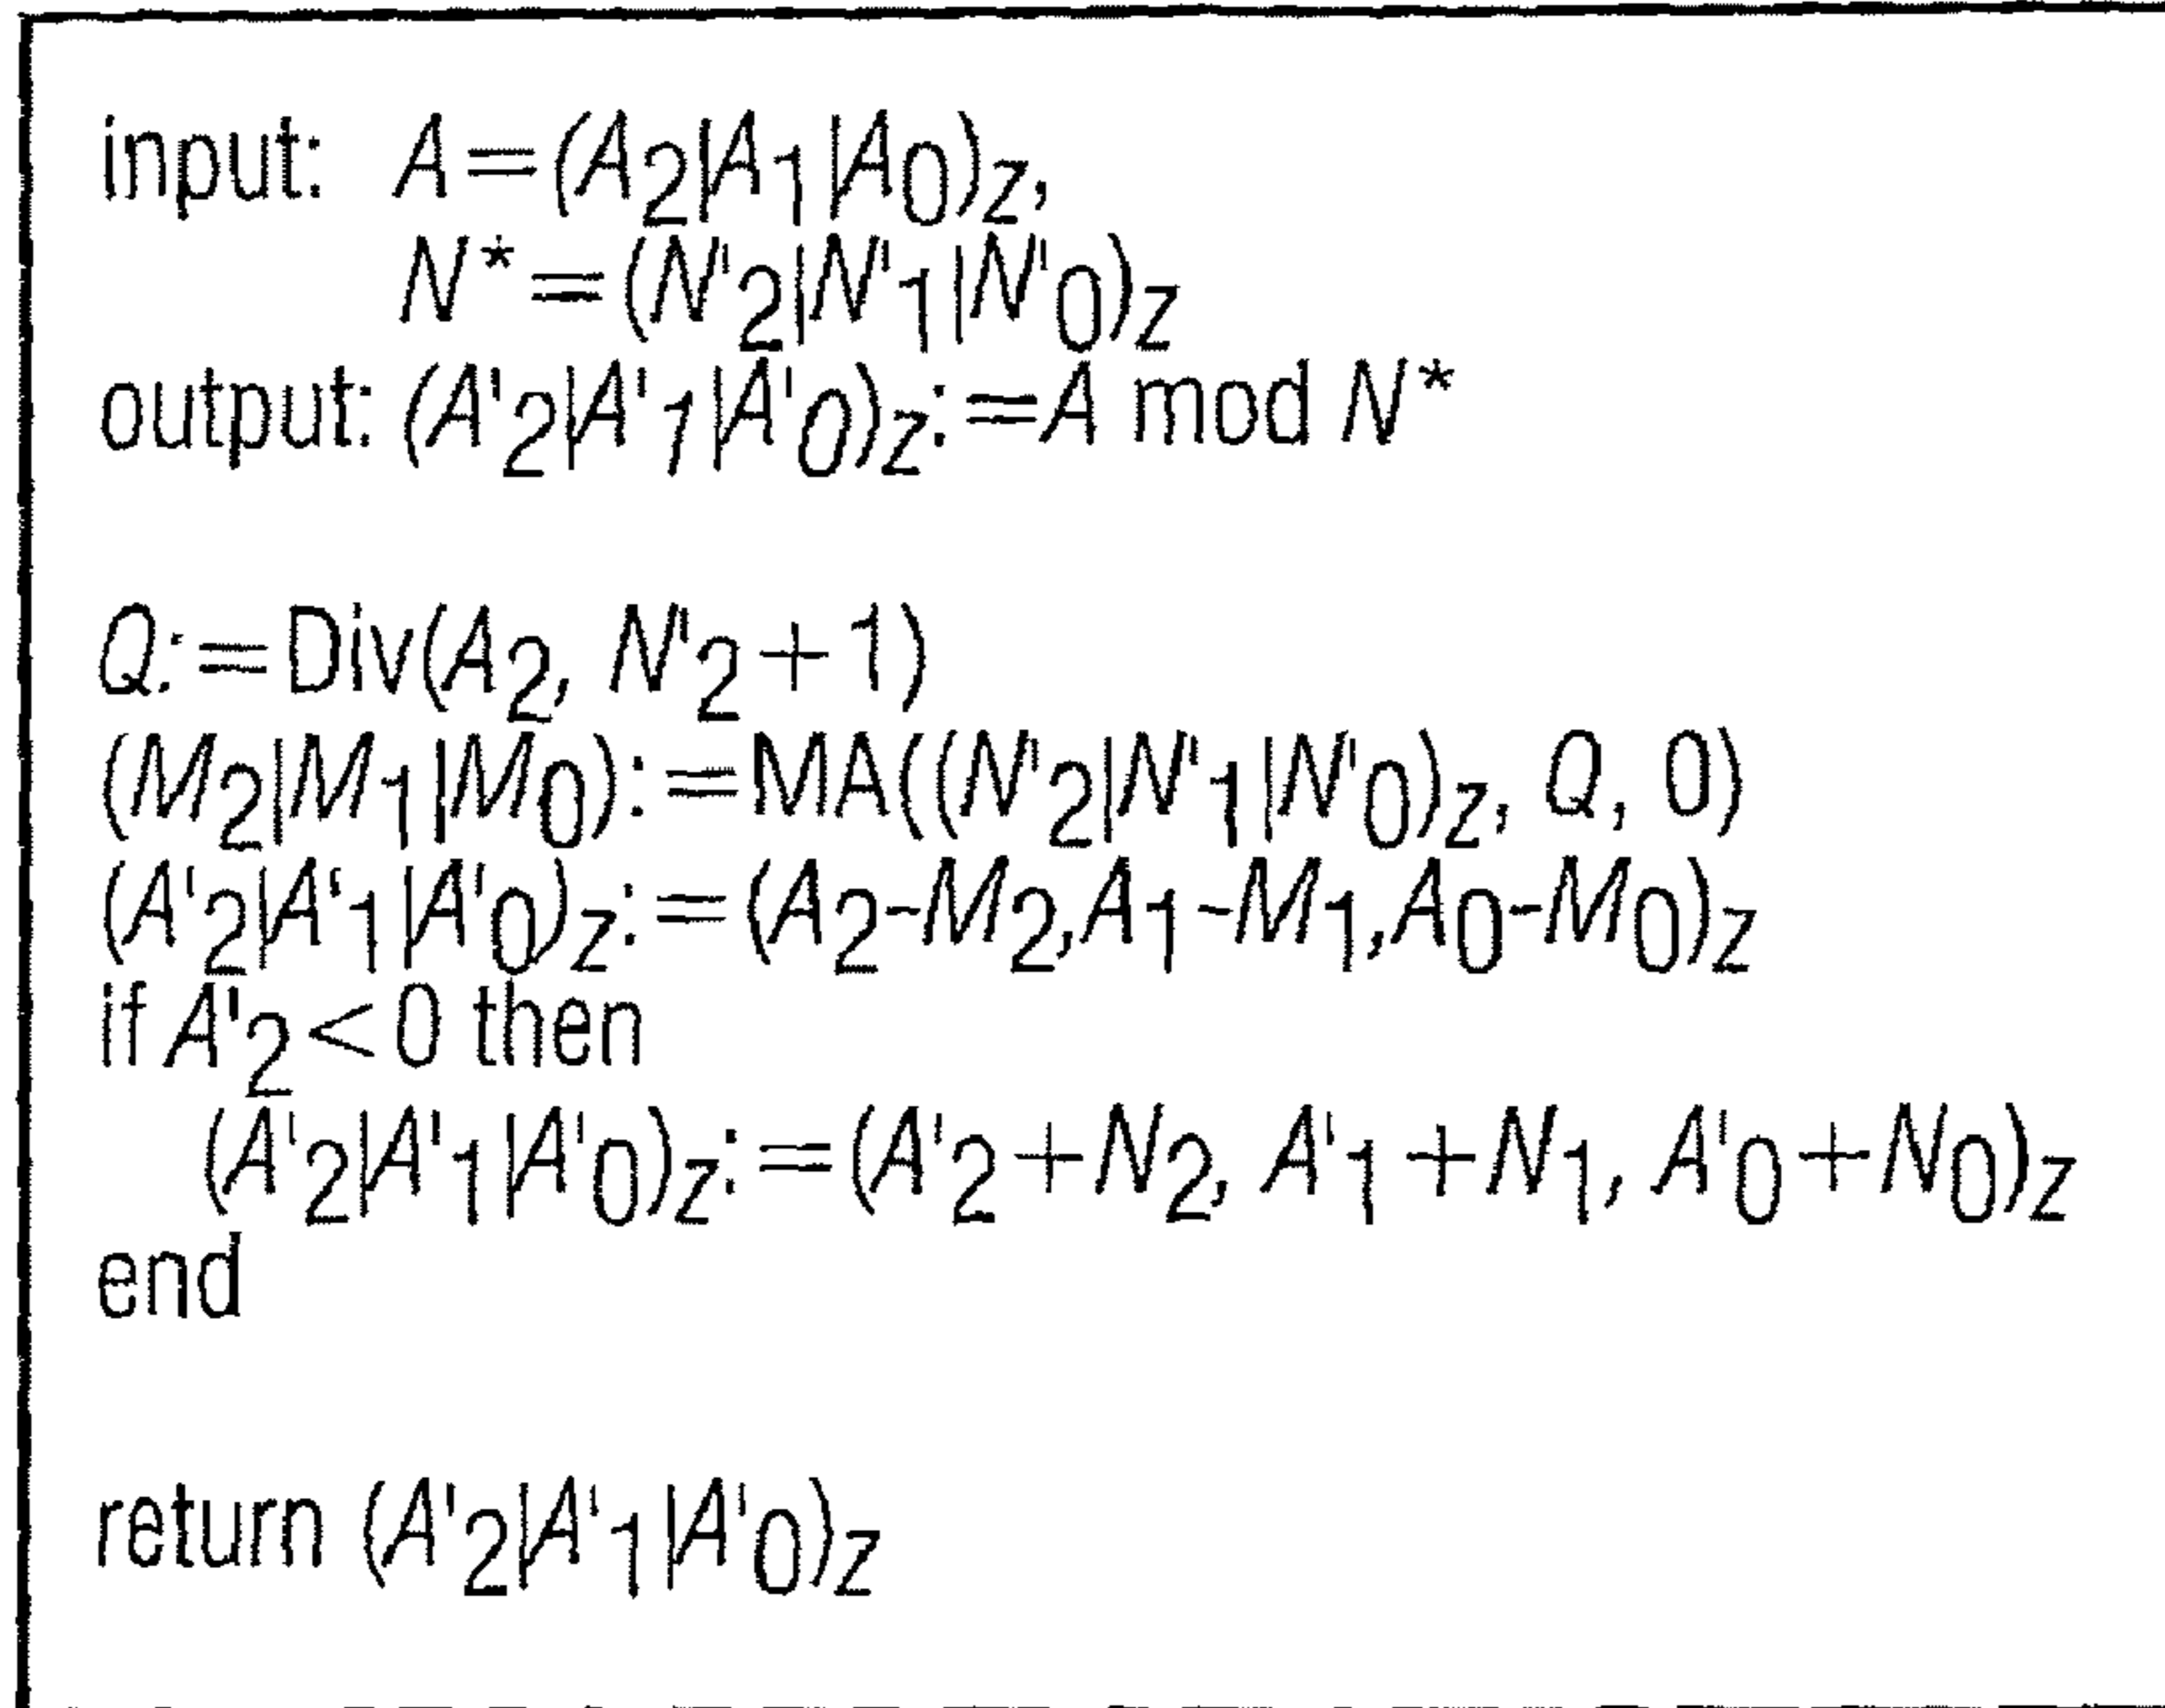 input: A=(A2|A1|A0)Z,
N*=(N'2|N'1|N'0)Z
output: (A'2|A'1|A'0)Z:=A mod N*
Q:=Div(A2, N'2+1)
(M2|M1|M0):=MA((N'2|N'1|N'0)Z, Q, 0)
(A'2|A'1|A'0)Z:=(A2-M2,A1-M1,A0-M0)Z
if A'2<0 then
(A'2|A'1|A'0)Z:=(A'2+N2, A'1+N1, A'0+N0)Z
end
return (A'2|A'1|A'0)Z